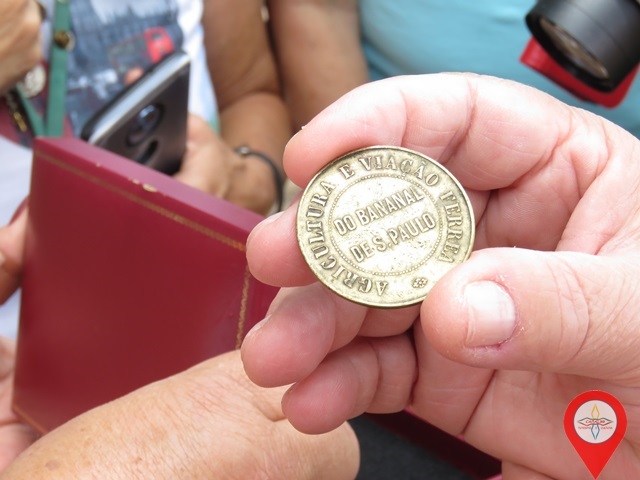 AGRICULTURA E VIAÇÃO FERREA
DO BANANAL
DE S. PAULO